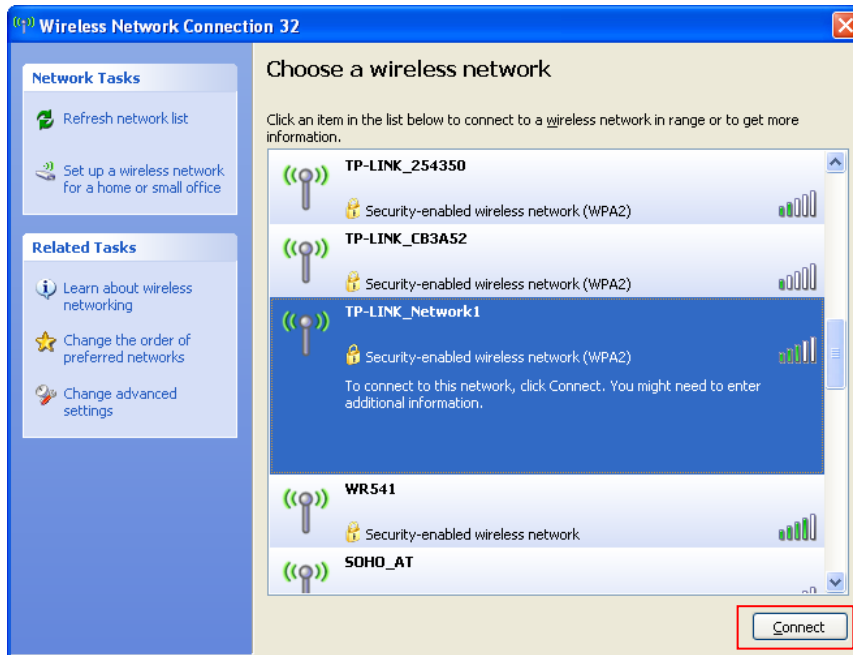 Wireless Network Connection 32
Network Tasks
Refresh network list
Set up a wireless network
for a home or small office
Related Tasks
Learn about wireless
networking
Change the order of
preferred networks
Change advanced
settings
Choose a wireless network
Click an item in the list below to connect to a wireless network in range or to get more
information.
TP-LINK_254350
Security-enabled wireless network (WPA2)
TP-LINK_CB3A52
Security-enabled wireless network (WPA2)
TP-LINK_Network1
Security-enabled wireless network (WPA2)
To connect to this network, click Connect. You might need to enter
additional information.
WR541
Security-enabled wireless network
SOHO_AT
Connect